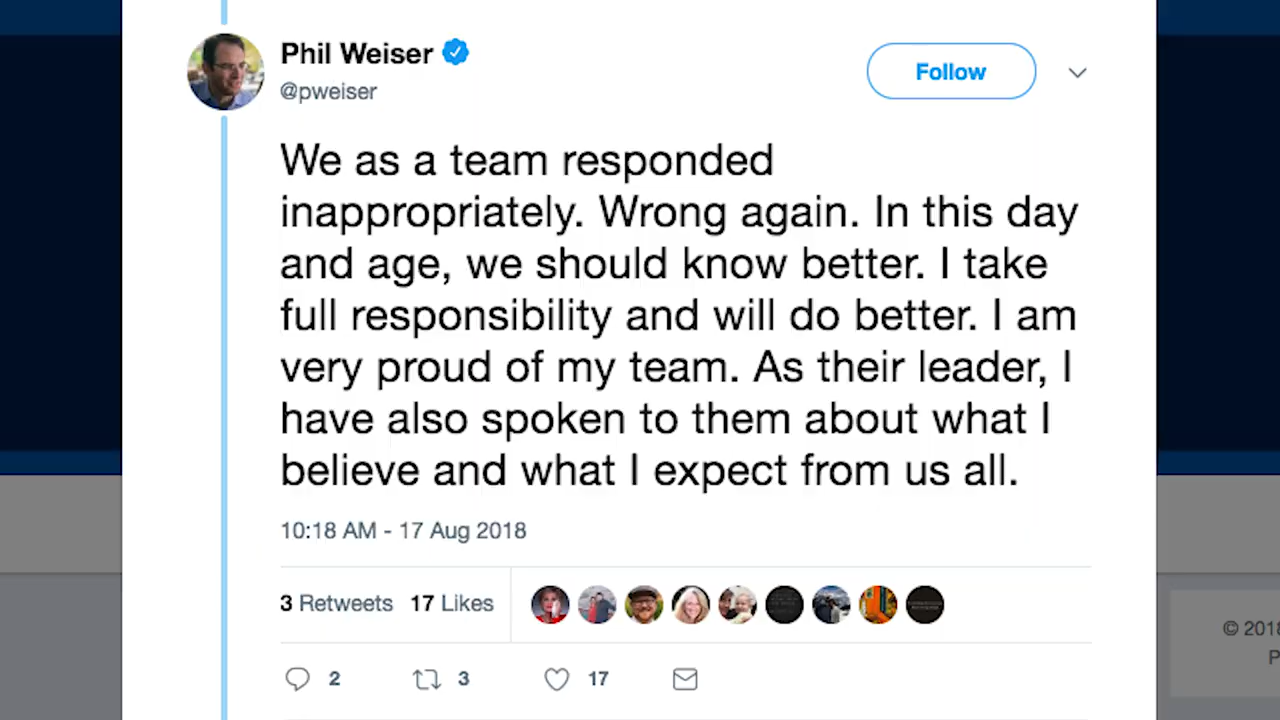 Phil Weiser
@pweiser
Follow
We as a team responded
inappropriately. Wrong again. In this day
and age, we should know better. I take
full responsibility and will do better. I am
very proud of my team. As their leader, I
have also spoken to them about what I
believe and what I expect from us all.
10:18 AM - 17 Aug 2018
3 Retweets 17 Likes
2 3 17
© 2018
P